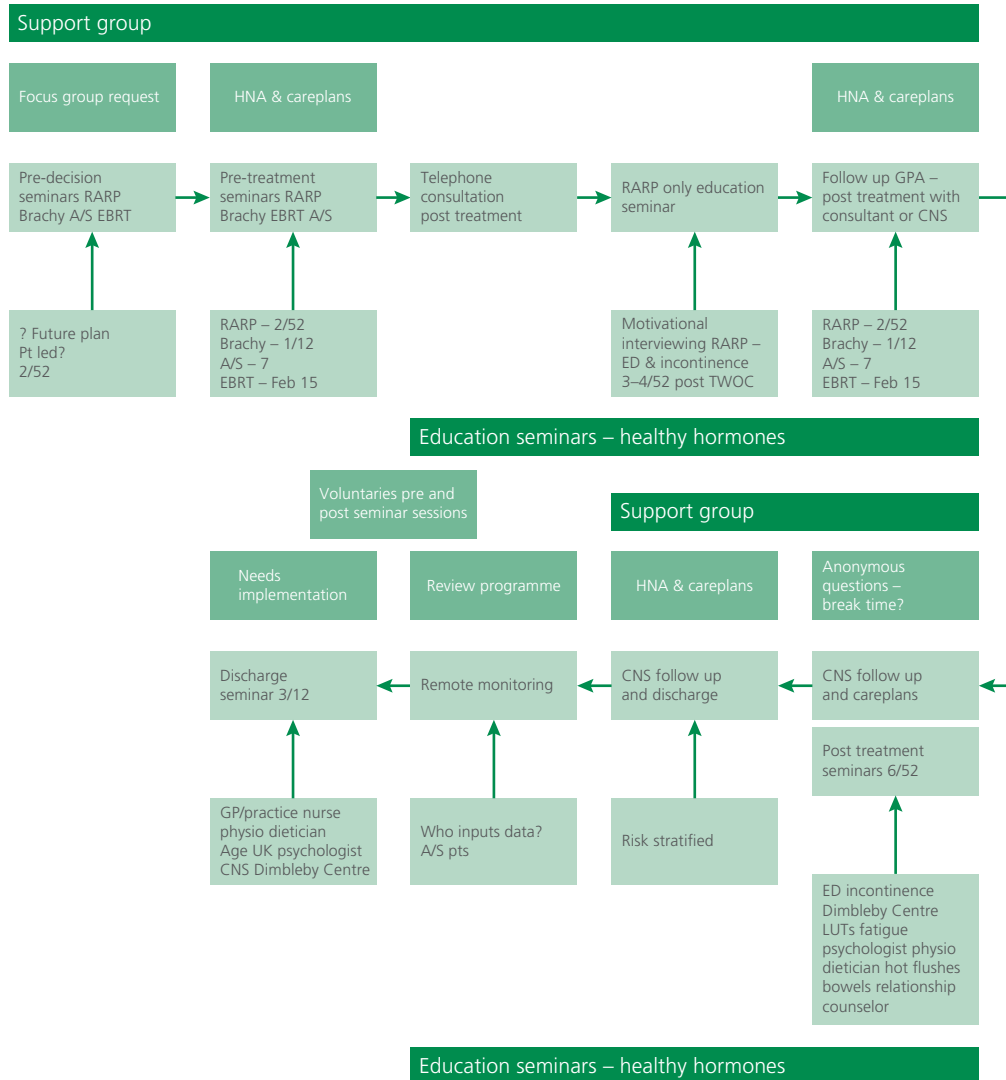 Support group
Focus group request
HNA & careplans
HNA & careplans
Pre-decision
seminars RARP
Brachy A/S EBRT
Pre-treatment
seminars RARP
Brachy EBRT A/S
Telephone
consultation
post treatment
RARP only education
seminar
Follow up GPA –
post treatment with
consultant or CNS
? Future plan
Pt led?
2/52
RARP – 2/52
Brachy – 1/12
A/S – 7
EBRT – Feb 15
Motivational
interviewing RARP –
ED & incontinence
3–4/52 post TWOC
RARP – 2/52
Brachy – 1/12
A/S – 7
EBRT – Feb 15
Education seminars – healthy hormones
Voluntaries pre and
post seminar sessions
Support group
Needs
implementation
Review programme
HNA & careplans
Anonymous
questions –
break time?
Discharge
seminar 3/12
Remote monitoring
CNS follow up
and discharge
CNS follow up
and careplans
Post treatment
seminars 6/52
GP/practice nurse
physio dietician
Age UK psychologist
CNS Dimbleby Centre
Who inputs data?
A/S pts
Risk stratified
ED incontinence
Dimbleby Centre
LUTs fatigue
psychologist physio
dietician hot flushes
bowels relationship
counselor
Education seminars – healthy hormones